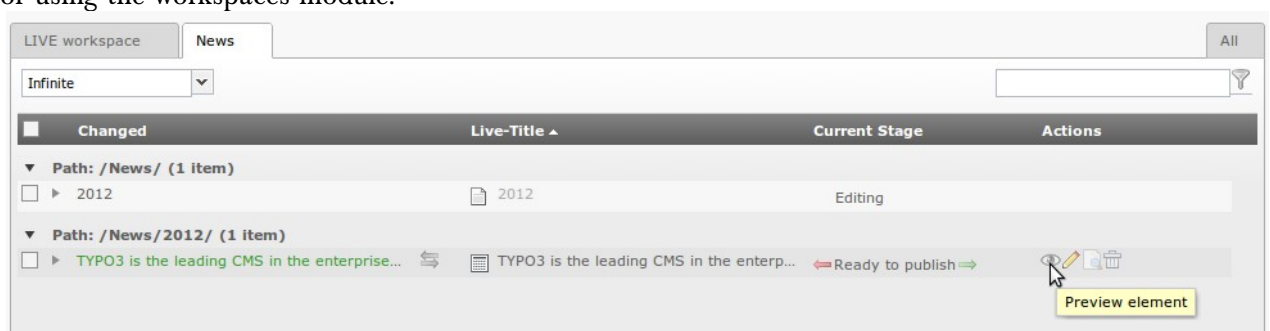 or using the workspaces module.
LIVE workspace News All
Infinite
Changed Live-Title Current Stage Actions
Path: /News/ (1 item)
2012 2012 Editing
Path: /News/2012/ (1 item)
TYPO3 is the leading CMS in the enterprise... TYPO3 is the leading CMS in the enterp... Ready to publish
Preview element